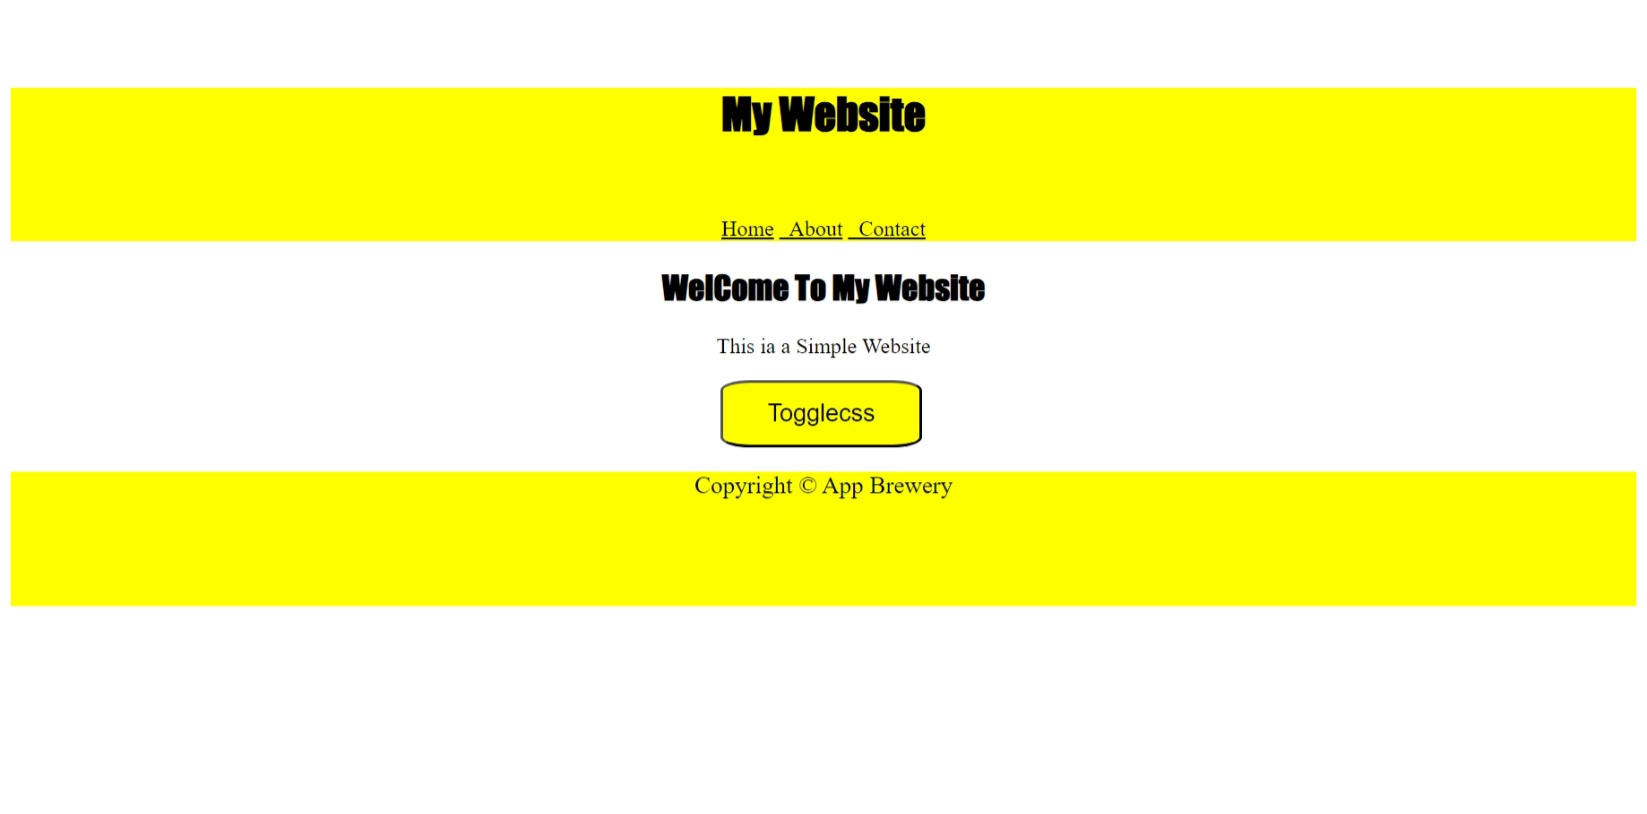 My Website
Home About Contact
WelCome To My Website
This ia a Simple Website
Togglecss
Copyright © App Brewery